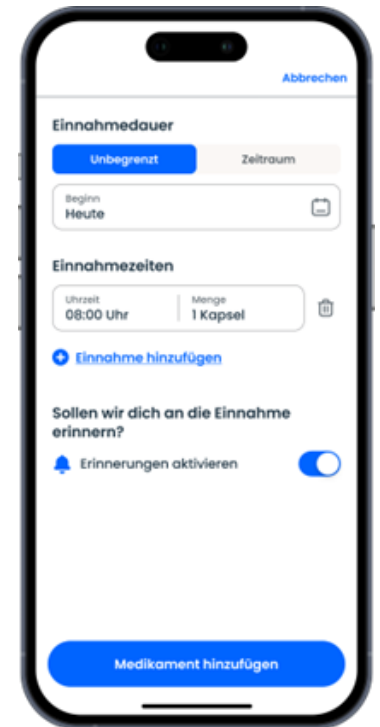 Abbrechen
Einnahmedauer
Unbegrenzt Zeitraum
Beginn
Heute
Einnahmezeiten
Uhrzeit Menge
08:00 Uhr 1 Kapsel
Einnahme hinzufügen
Sollen wir dich an die Einnahme
erinnern?
Erinnerungen aktivieren
Medikament hinzufügen